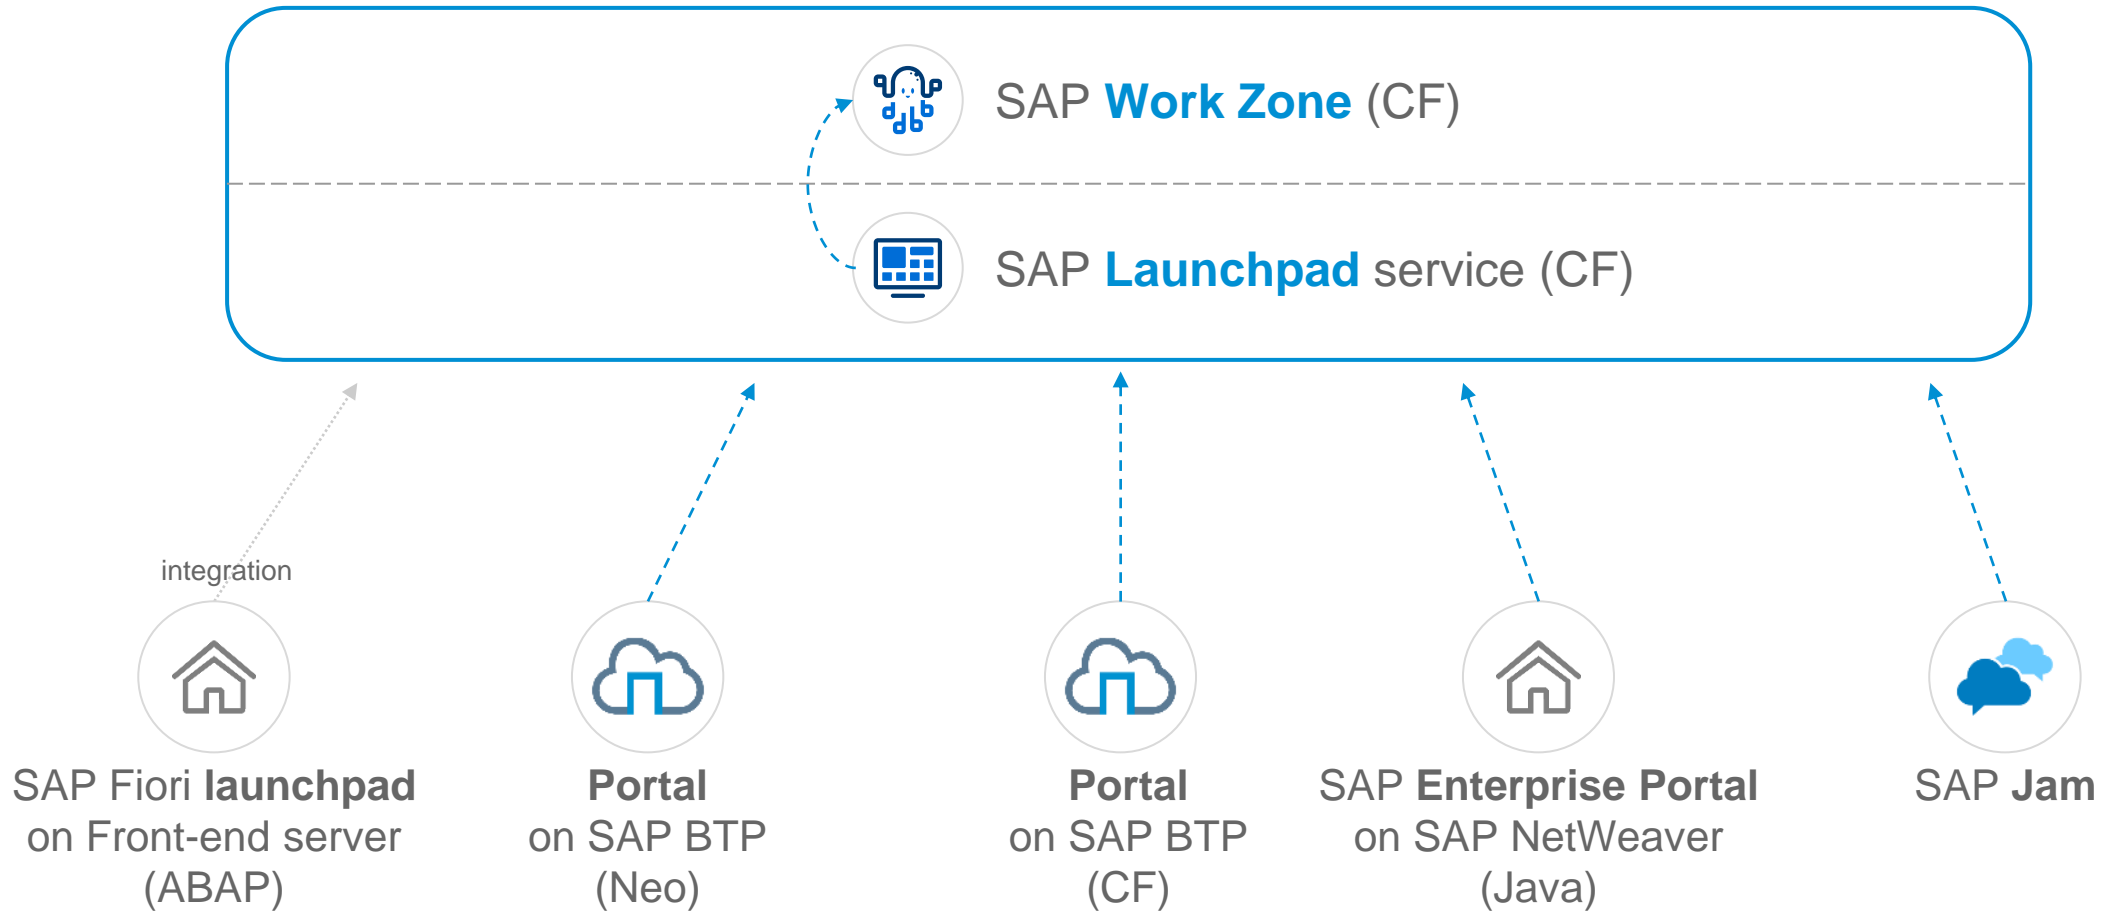 SAP Work Zone (CF)
SAP Launchpad service (CF)
integration
SAP Fiori launchpad
on Front-end server
(ABAP)
Portal
on SAP BTP
(Neo)
Portal
on SAP BTP
(CF)
SAP Enterprise Portal
on SAP NetWeaver
(Java)
SAP Jam